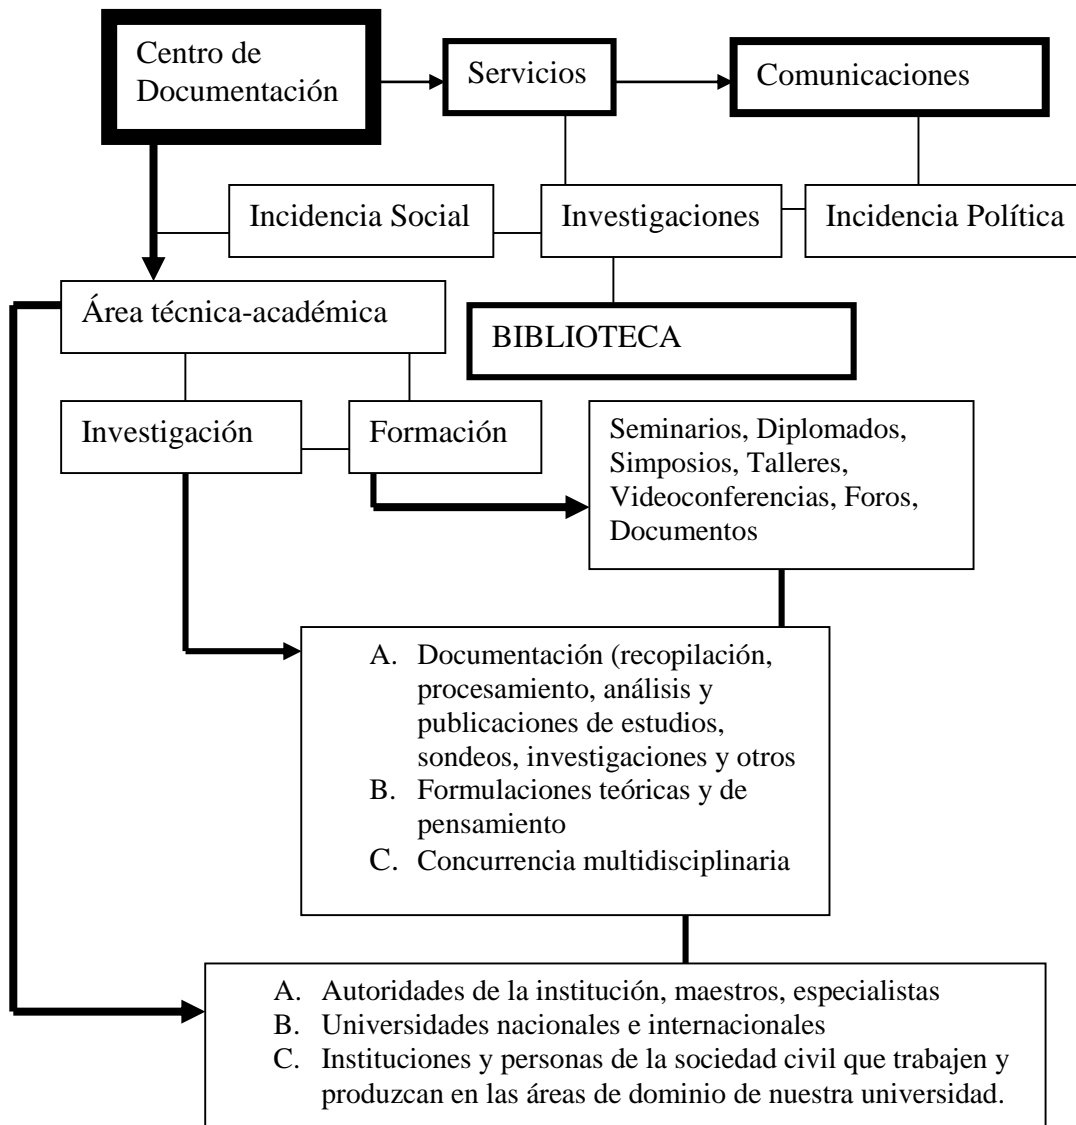 Centro de
Documentación
Servicios
Comunicaciones
Incidencia Social
Investigaciones
Incidencia Política
Área técnica-académica
BIBLIOTECA
Investigación
Formación
Seminarios, Diplomados,
Simposios, Talleres,
Videoconferencias, Foros,
Documentos
A. Documentación (recopilación,
procesamiento, análisis y
publicaciones de estudios,
sondeos, investigaciones y otros
B. Formulaciones teóricas y de
pensamiento
C. Concurrencia multidisciplinaria
A. Autoridades de la institución, maestros, especialistas
B. Universidades nacionales e internacionales
C. Instituciones y personas de la sociedad civil que trabajen y
produzcan en las áreas de dominio de nuestra universidad.